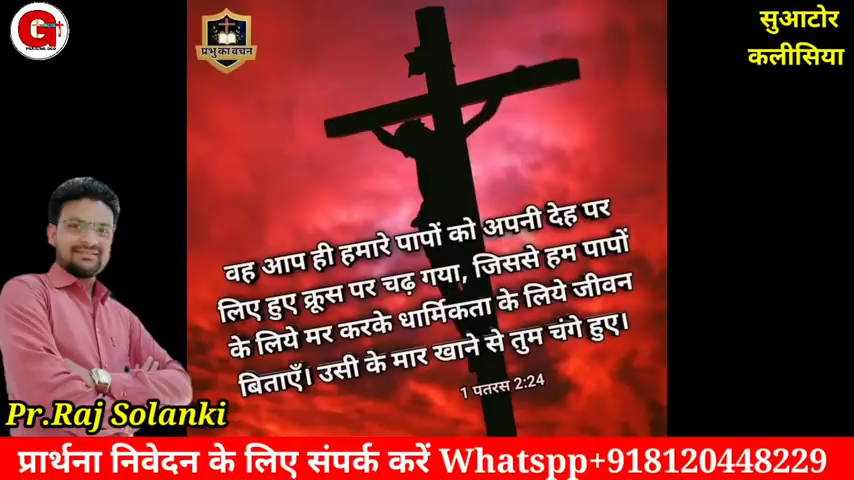 सुआटोर
कलीसिया
प्रभु का वचन
वह आप ही हमारे पापों को अपनी देह पर
लिए हुए क्रूस पर चढ़ गया, जिससे हम पापों
के लिये मर करके धार्मिकता के लिये जीवन
बिताएँ। उसी के मार खाने से तुम चंगे हुए।
1 पतरस 2:24
Pr.Raj Solanki
प्रार्थना निवेदन के लिए संपर्क करें Whatspp+918120448229